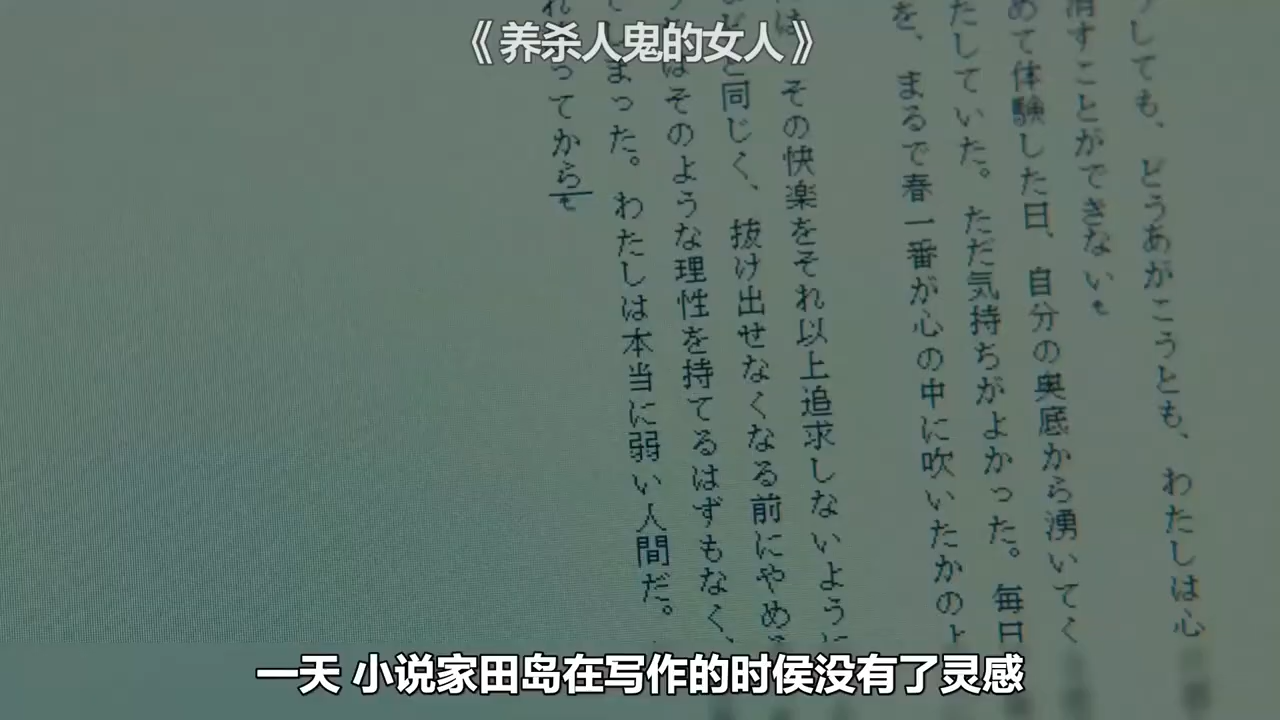 《养杀人鬼的女人》
しても、どうあがこうとも、わたしは心
消すことができない
めて体験した日、自分の奥底から湧いてく
たしていた。ただ気持ちがよかった。毎日
を、まるで春一番が心の中に吹いたかのよ
は、その快楽をそれ以上追求しないように
と同じく、抜け出せなくなる前にやめ
はそのような理性を持てるはずもなく、
まった。わたしは本当に弱い人間だ。
ってから
一天 小说家田岛在写作的时侯没有了灵感